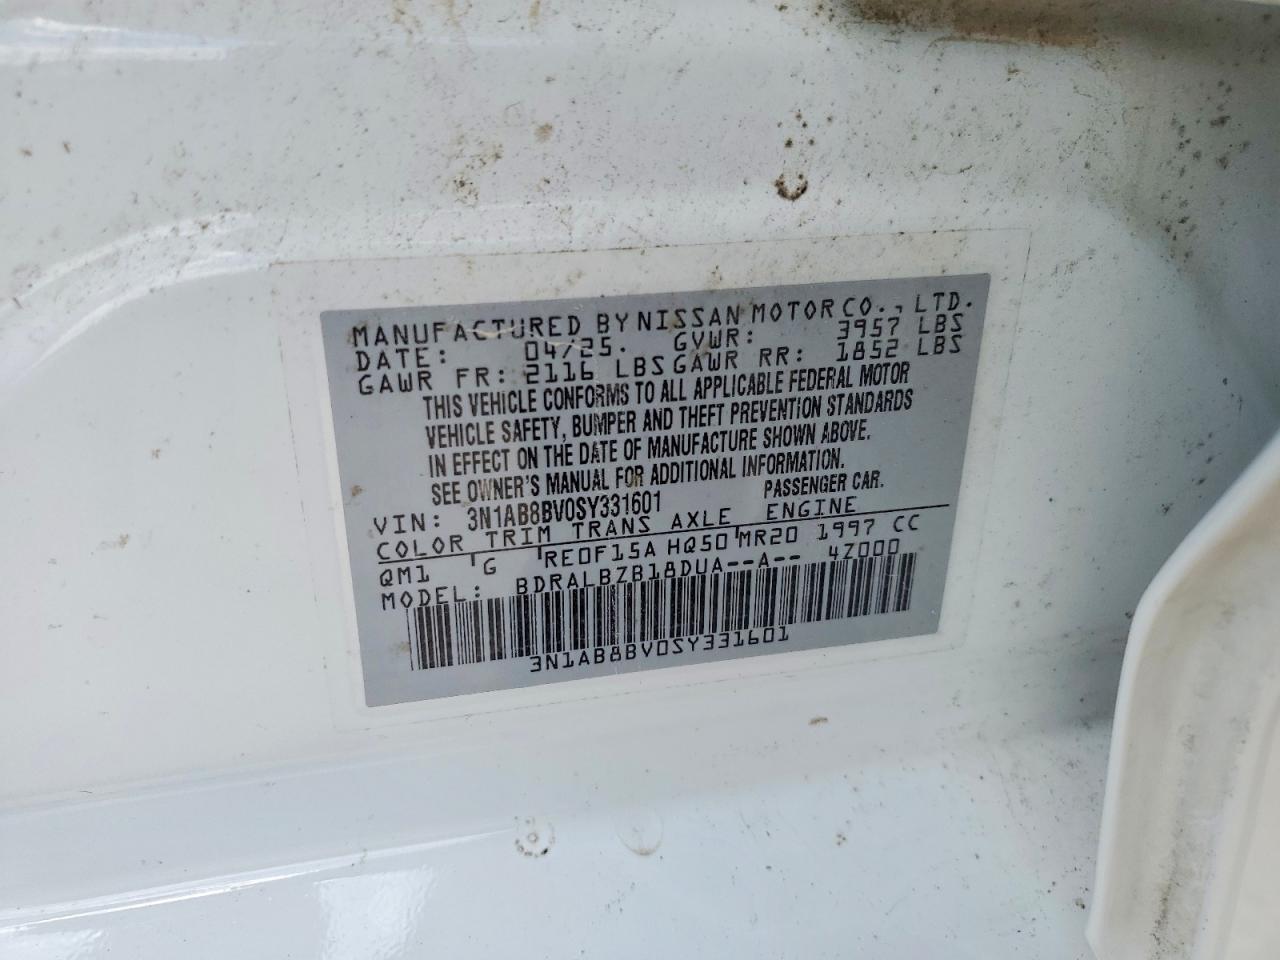 MANUFACTURED BY NISSAN MOTOR CO., LTD.
DATE: 04/25. GVWR: 3957 LBS
GAWR FR: 2116 LBS GAWR RR: 1852 LBS
THIS VEHICLE CONFORMS TO ALL APPLICABLE FEDERAL MOTOR
VEHICLE SAFETY, BUMPER AND THEFT PREVENTION STANDARDS
IN EFFECT ON THE DATE OF MANUFACTURE SHOWN ABOVE.
SEE OWNER'S MANUAL FOR ADDITIONAL INFORMATION.
VIN: 3N1AB8BV0SY331601 PASSENGER CAR.
COLOR TRIM TRANS AXLE ENGINE
QM1 G RE0F15A HQ50 MR20 1997 CC
MODEL: BDRALBZB18DUA--A-- 4Z000
3N1AB8BV0SY331601